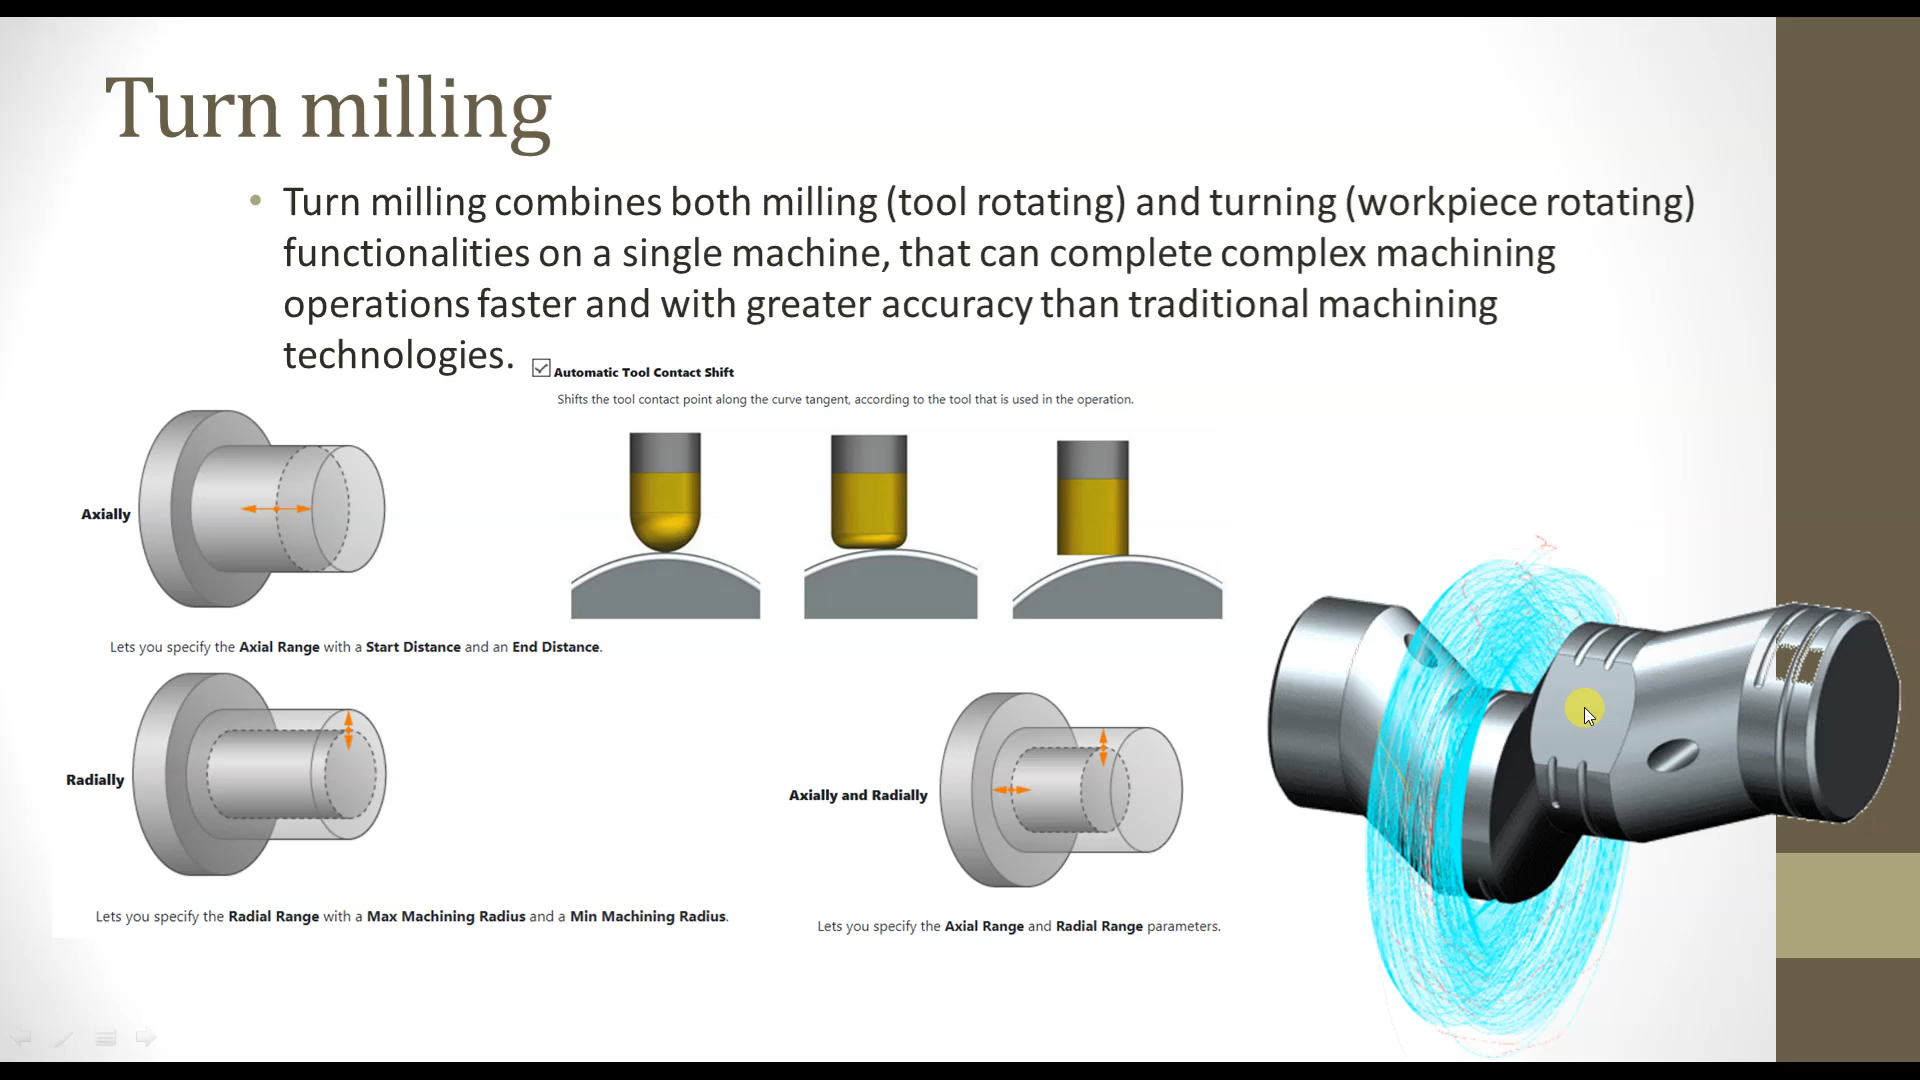 Turn milling
• Turn milling combines both milling (tool rotating) and turning (workpiece rotating)
functionalities on a single machine, that can complete complex machining
operations faster and with greater accuracy than traditional machining
technologies.
Automatic Tool Contact Shift
Shifts the tool contact point along the curve tangent, according to the tool that is used in the operation.
Axially
Lets you specify the Axial Range with a Start Distance and an End Distance.
Radially
Lets you specify the Radial Range with a Max Machining Radius and a Min Machining Radius.
Axially and Radially
Lets you specify the Axial Range and Radial Range parameters.